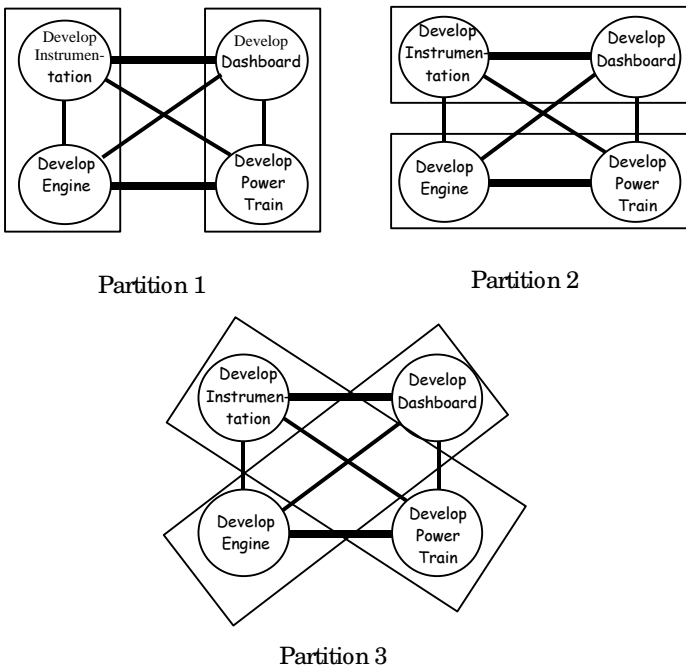 Develop
Instrumen-
tation
Develop
Dashboard
Develop
Engine
Develop
Power
Train
Partition 1
Develop
Instrumen-
tation
Develop
Dashboard
Develop
Engine
Develop
Power
Train
Partition 2
Develop
Instrumen-
tation
Develop
Dashboard
Develop
Engine
Develop
Power
Train
Partition 3